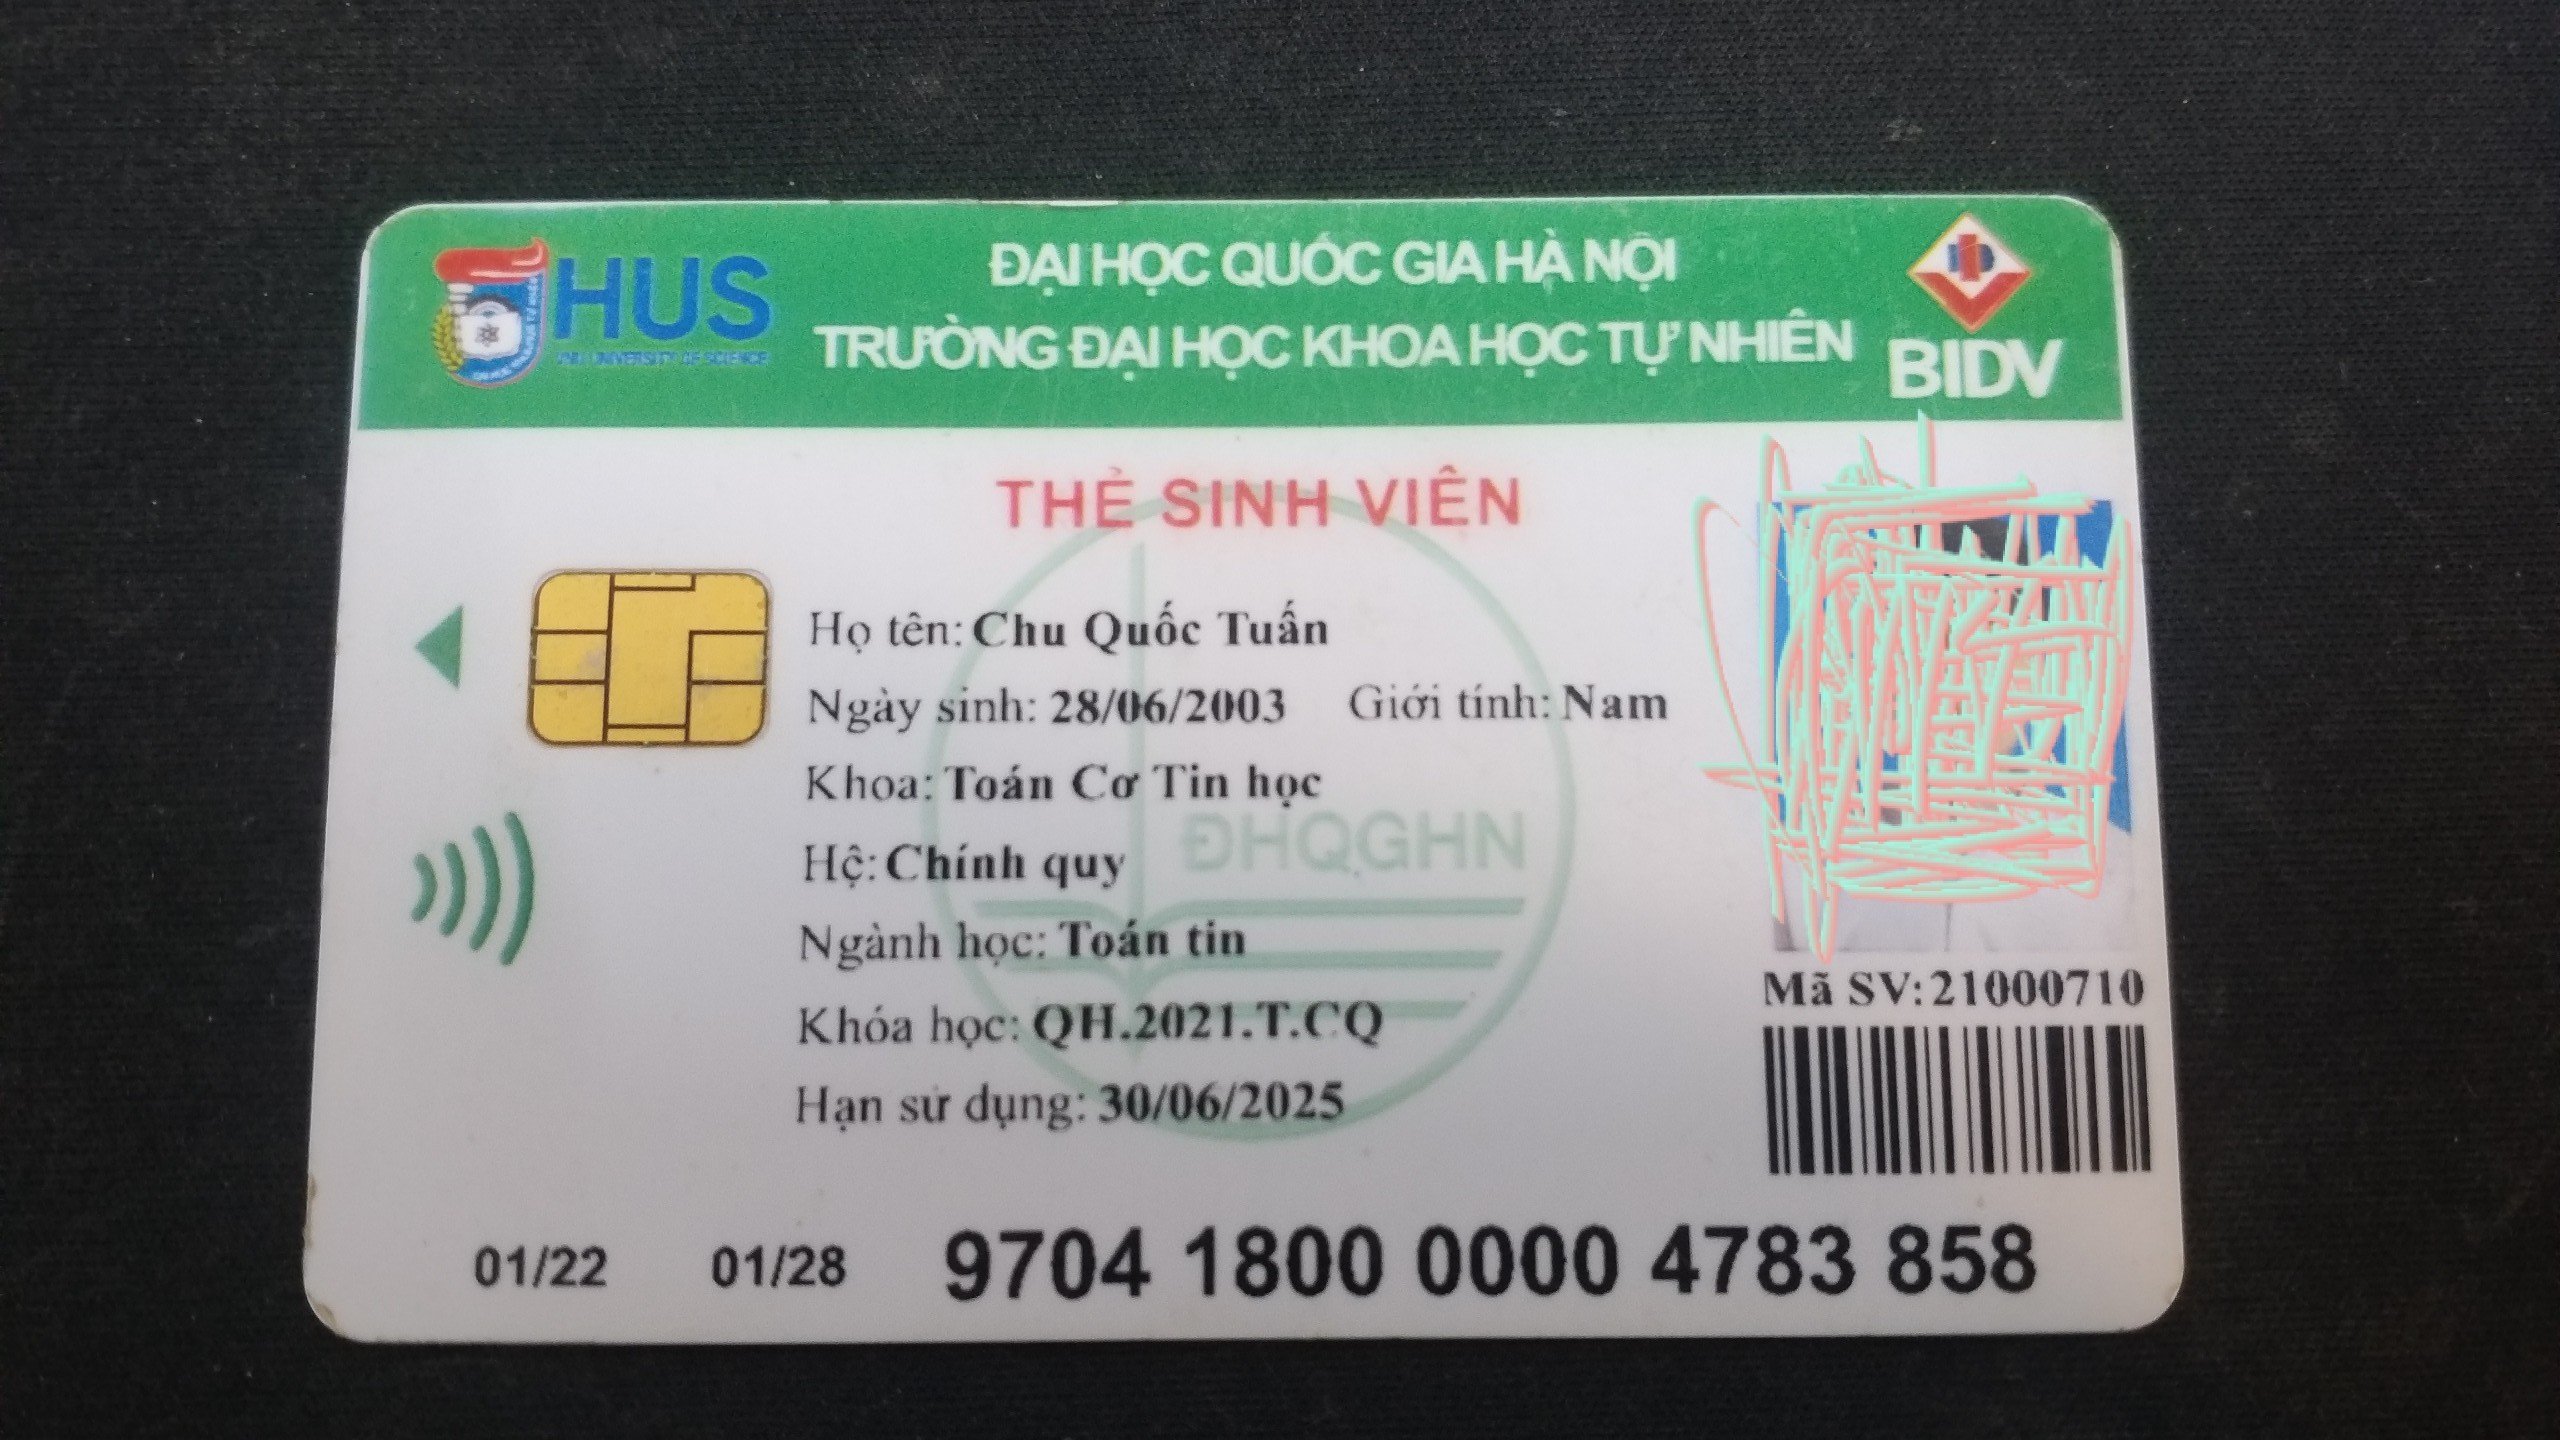 HUS
VNU UNIVERSITY OF SCIENCE
ĐẠI HỌC QUỐC GIA HÀ NỘI
TRƯỜNG ĐẠI HỌC KHOA HỌC TỰ NHIÊN
BIDV
THẺ SINH VIÊN
Họ tên: Chu Quốc Tuấn
Ngày sinh: 28/06/2003 Giới tính: Nam
Khoa: Toán Cơ Tin học
ĐHQGHN
Hệ: Chính quy
Ngành học: Toán tin
Khóa học: QH.2021.T.CQ
Hạn sử dụng: 30/06/2025
Mã SV: 21000710
01/22 01/28 9704 1800 0000 4783 858